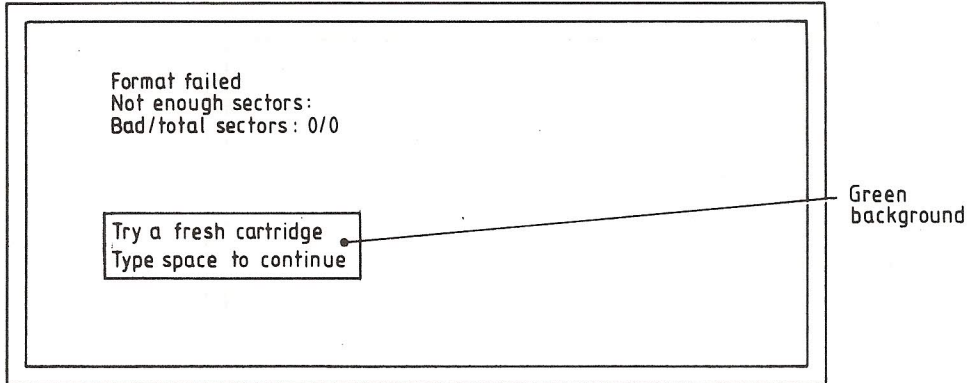 Format failed
Not enough sectors:
Bad/total sectors: 0/0
Try a fresh cartridge
Type space to continue
Green
background